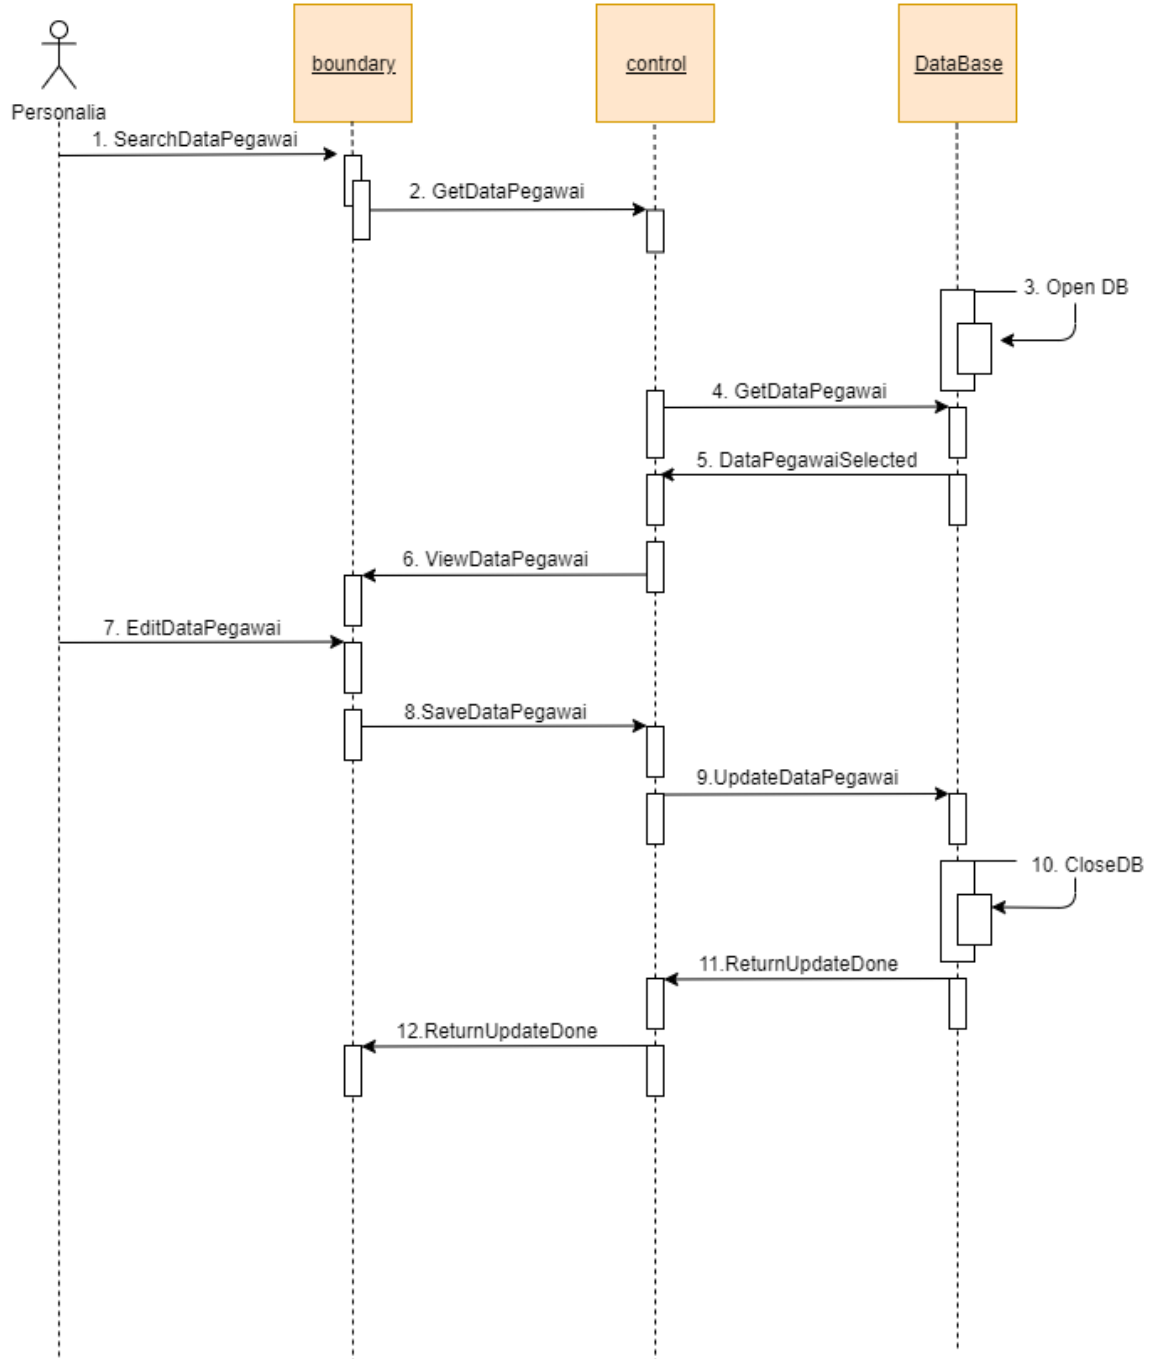 boundary
control
DataBase
Personalia
1. SearchDataPegawai
2. GetDataPegawai
3. Open DB
4. GetDataPegawai
5. DataPegawaiSelected
6. ViewDataPegawai
7. EditDataPegawai
8.SaveDataPegawai
9.UpdateDataPegawai
10. CloseDB
11.ReturnUpdateDone
12.ReturnUpdateDone